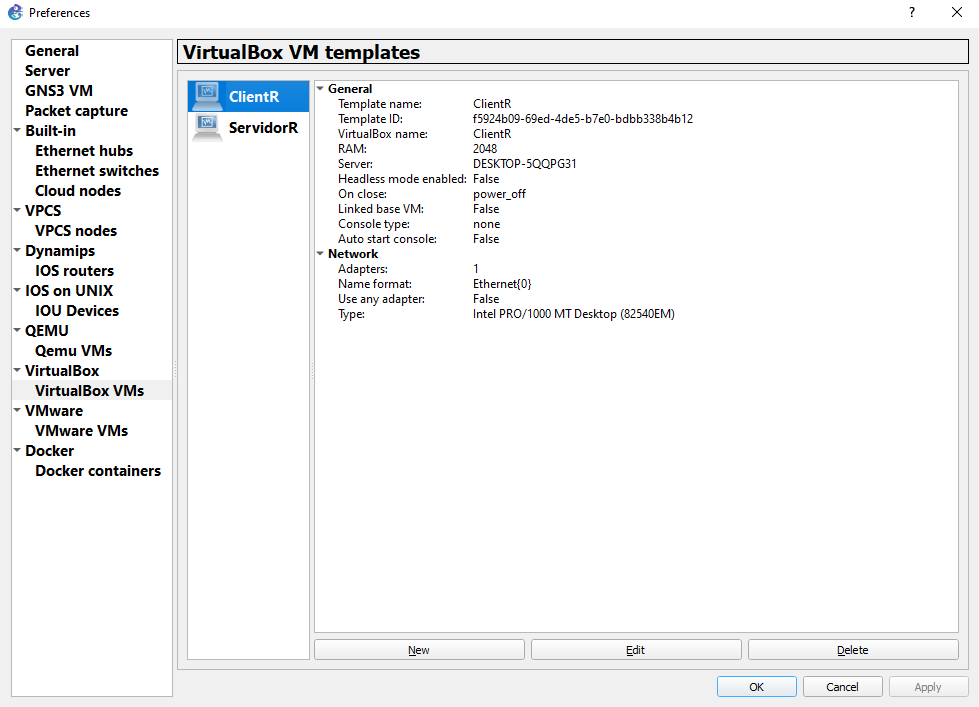 Preferences
?
General
Server
GNS3 VM
Packet capture
Built-in
Ethernet hubs
Ethernet switches
Cloud nodes
VPCS
VPCS nodes
Dynamips
IOS routers
IOS on UNIX
IOU Devices
QEMU
Qemu VMs
VirtualBox
VirtualBox VMs
VMware
VMware VMs
Docker
Docker containers
VirtualBox VM templates
ClientR
ServidorR
General
Template name: ClientR
Template ID: f5924b09-69ed-4de5-b7e0-bdbb338b4b12
VirtualBox name: ClientR
RAM: 2048
Server: DESKTOP-5QQPG31
Headless mode enabled: False
On close: power_off
Linked base VM: False
Console type: none
Auto start console: False
Network
Adapters: 1
Name format: Ethernet{0}
Use any adapter: False
Type: Intel PRO/1000 MT Desktop (82540EM)
New Edit Delete
OK Cancel Apply